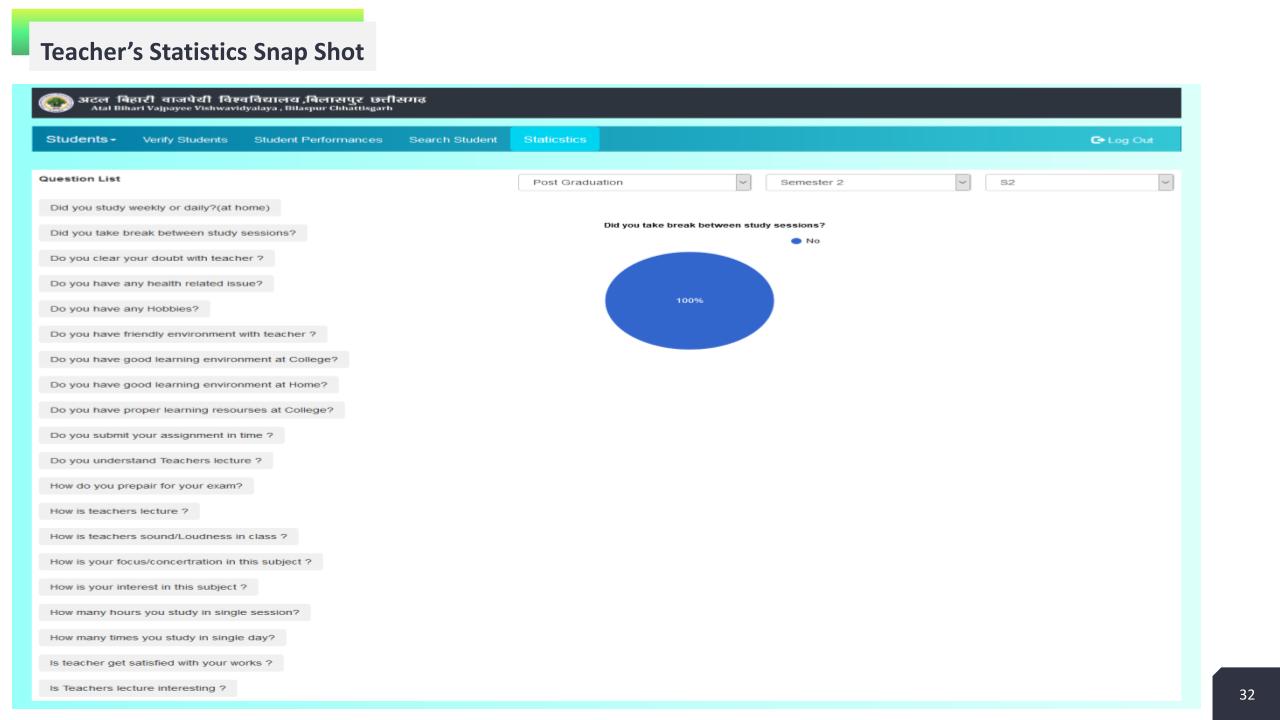 Teacher’s Statistics Snap Shot
अटल बिहारी वाजपेयी विश्वविद्यालय ,बिलासपुर छत्तीसगढ़
Atal Bihari Vajpayee Vishwavidyalaya , Bilaspur Chhattisgarh
Students Verify Students Student Performances Search Student Staticstics Log Out
Question List
Post Graduation Semester 2 S2
Did you study weekly or daily?(at home)
Did you take break between study sessions?
Do you clear your doubt with teacher ?
Do you have any health related issue?
Do you have any Hobbies?
Do you have friendly environment with teacher ?
Do you have good learning environment at College?
Do you have good learning environment at Home?
Do you have proper learning resourses at College?
Do you submit your assignment in time ?
Do you understand Teachers lecture ?
How do you prepair for your exam?
How is teachers lecture ?
How is teachers sound/Loudness in class ?
How is your focus/concertration in this subject ?
How is your interest in this subject ?
How many hours you study in single session?
How many times you study in single day?
Is teacher get satisfied with your works ?
Is Teachers lecture interesting ?
Did you take break between study sessions?
No
100%
32